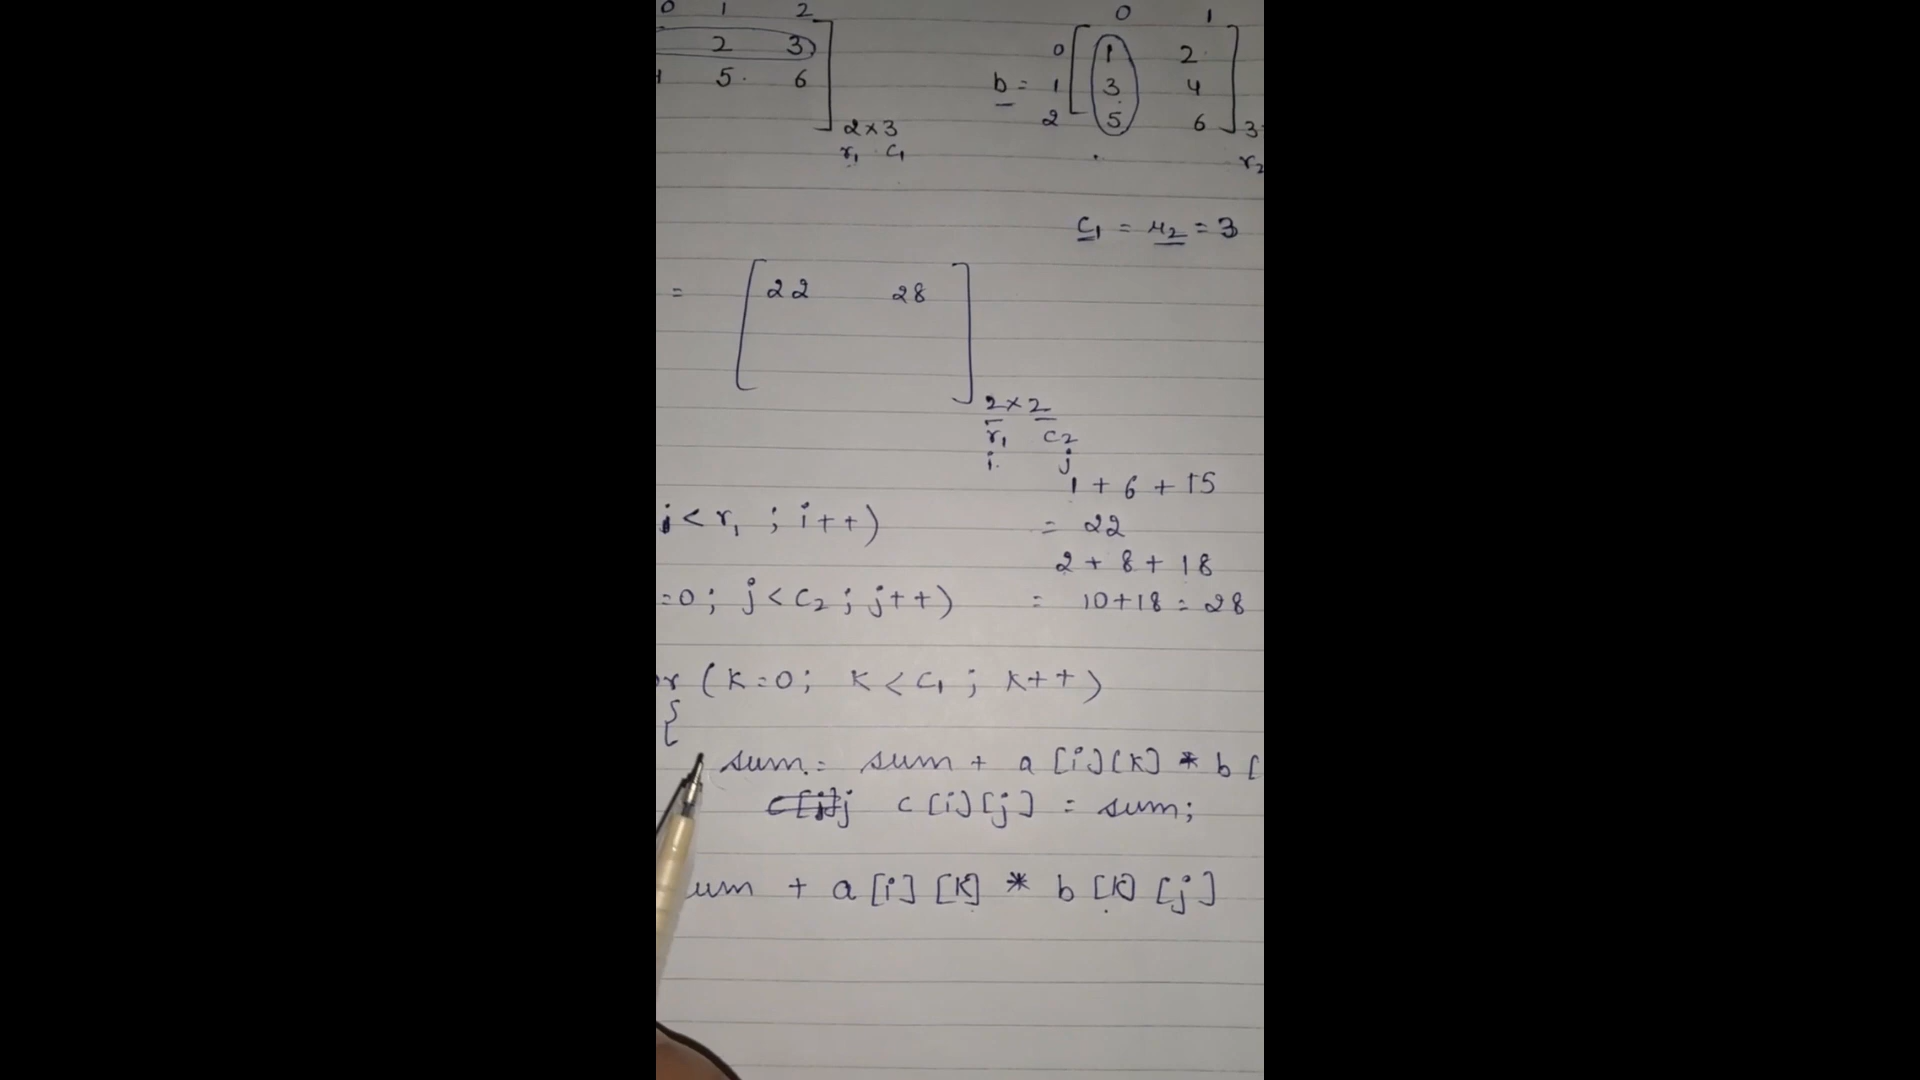 0 1 2
2 3
5 6
2 × 3
r1 c1
0 1
0 1 2
b = 1 3 4
2 5 6
3
r2
c1 = r2 = 3
= 22 28
2 × 2
r1 c2
i j
1 + 6 + 15
i < r1 ; i++)
= 22
2 + 8 + 18
=0; j < c2 ; j++)
= 10+18 = 28
r (k=0; k < c1 ; k++)
{
sum = sum + a [i][k] * b [
c[i][j] = sum;
um + a [i] [k] * b [k] [j]